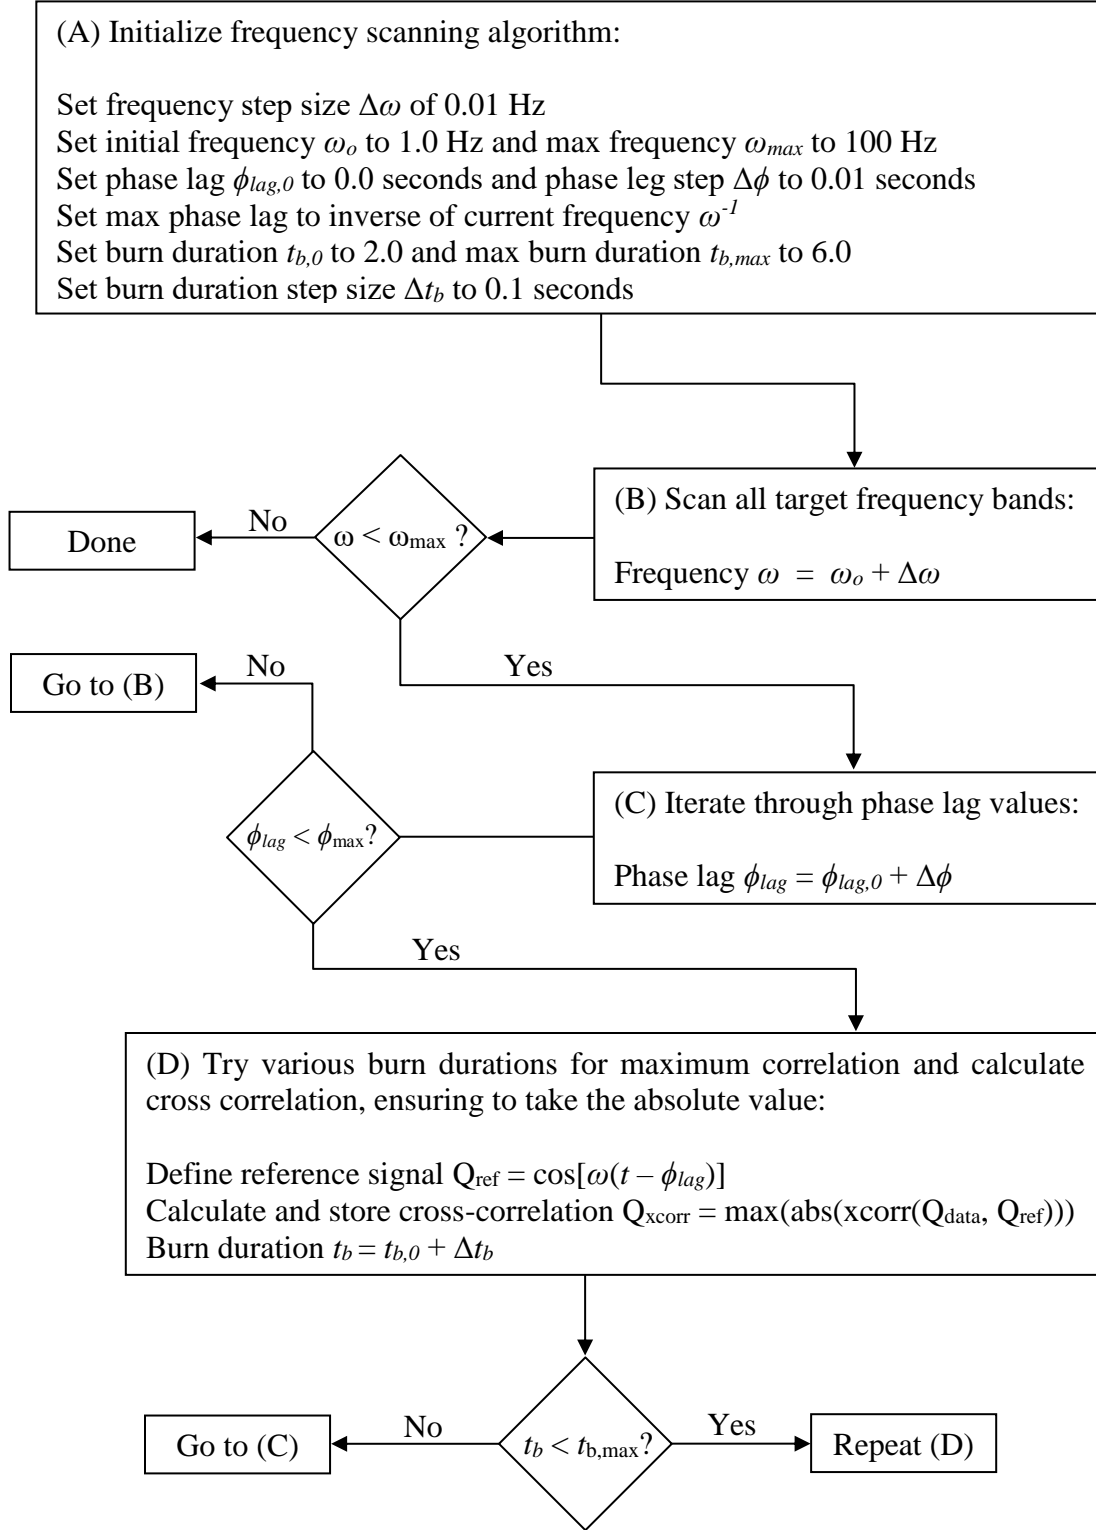 (A) Initialize frequency scanning algorithm:
Set frequency step size Δω of 0.01 Hz
Set initial frequency ωo to 1.0 Hz and max frequency ωmax to 100 Hz
Set phase lag ϕlag,0 to 0.0 seconds and phase leg step Δϕ to 0.01 seconds
Set max phase lag to inverse of current frequency ω-1
Set burn duration tb,0 to 2.0 and max burn duration tb,max to 6.0
Set burn duration step size Δtb to 0.1 seconds
(B) Scan all target frequency bands:
Frequency ω = ωo + Δω
ω < ωmax ?
No
Done
Yes
(C) Iterate through phase lag values:
Phase lag ϕlag = ϕlag,0 + Δϕ
ϕlag < ϕmax?
No
Go to (B)
Yes
(D) Try various burn durations for maximum correlation and calculate
cross correlation, ensuring to take the absolute value:
Define reference signal Qref = cos[ω(t – ϕlag)]
Calculate and store cross-correlation Qxcorr = max(abs(xcorr(Qdata, Qref)))
Burn duration tb = tb,0 + Δtb
tb < tb,max?
No
Go to (C)
Yes
Repeat (D)